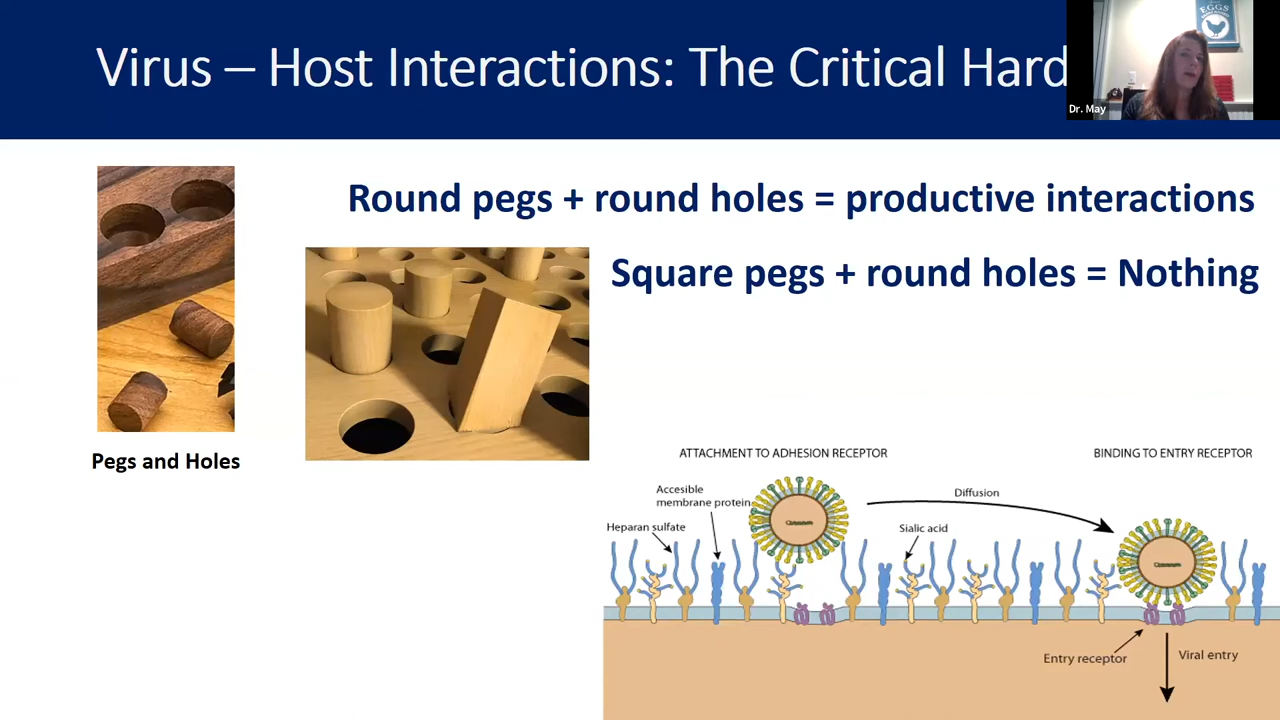 Virus – Host Interactions: The Critical Hard
EGGS
Dr. May
Round pegs + round holes = productive interactions
Square pegs + round holes = Nothing
Pegs and Holes
ATTACHMENT TO ADHESION RECEPTOR
BINDING TO ENTRY RECEPTOR
Accesible
membrane protein
Diffusion
Heparan sulfate
Sialic acid
Entry receptor
Viral entry